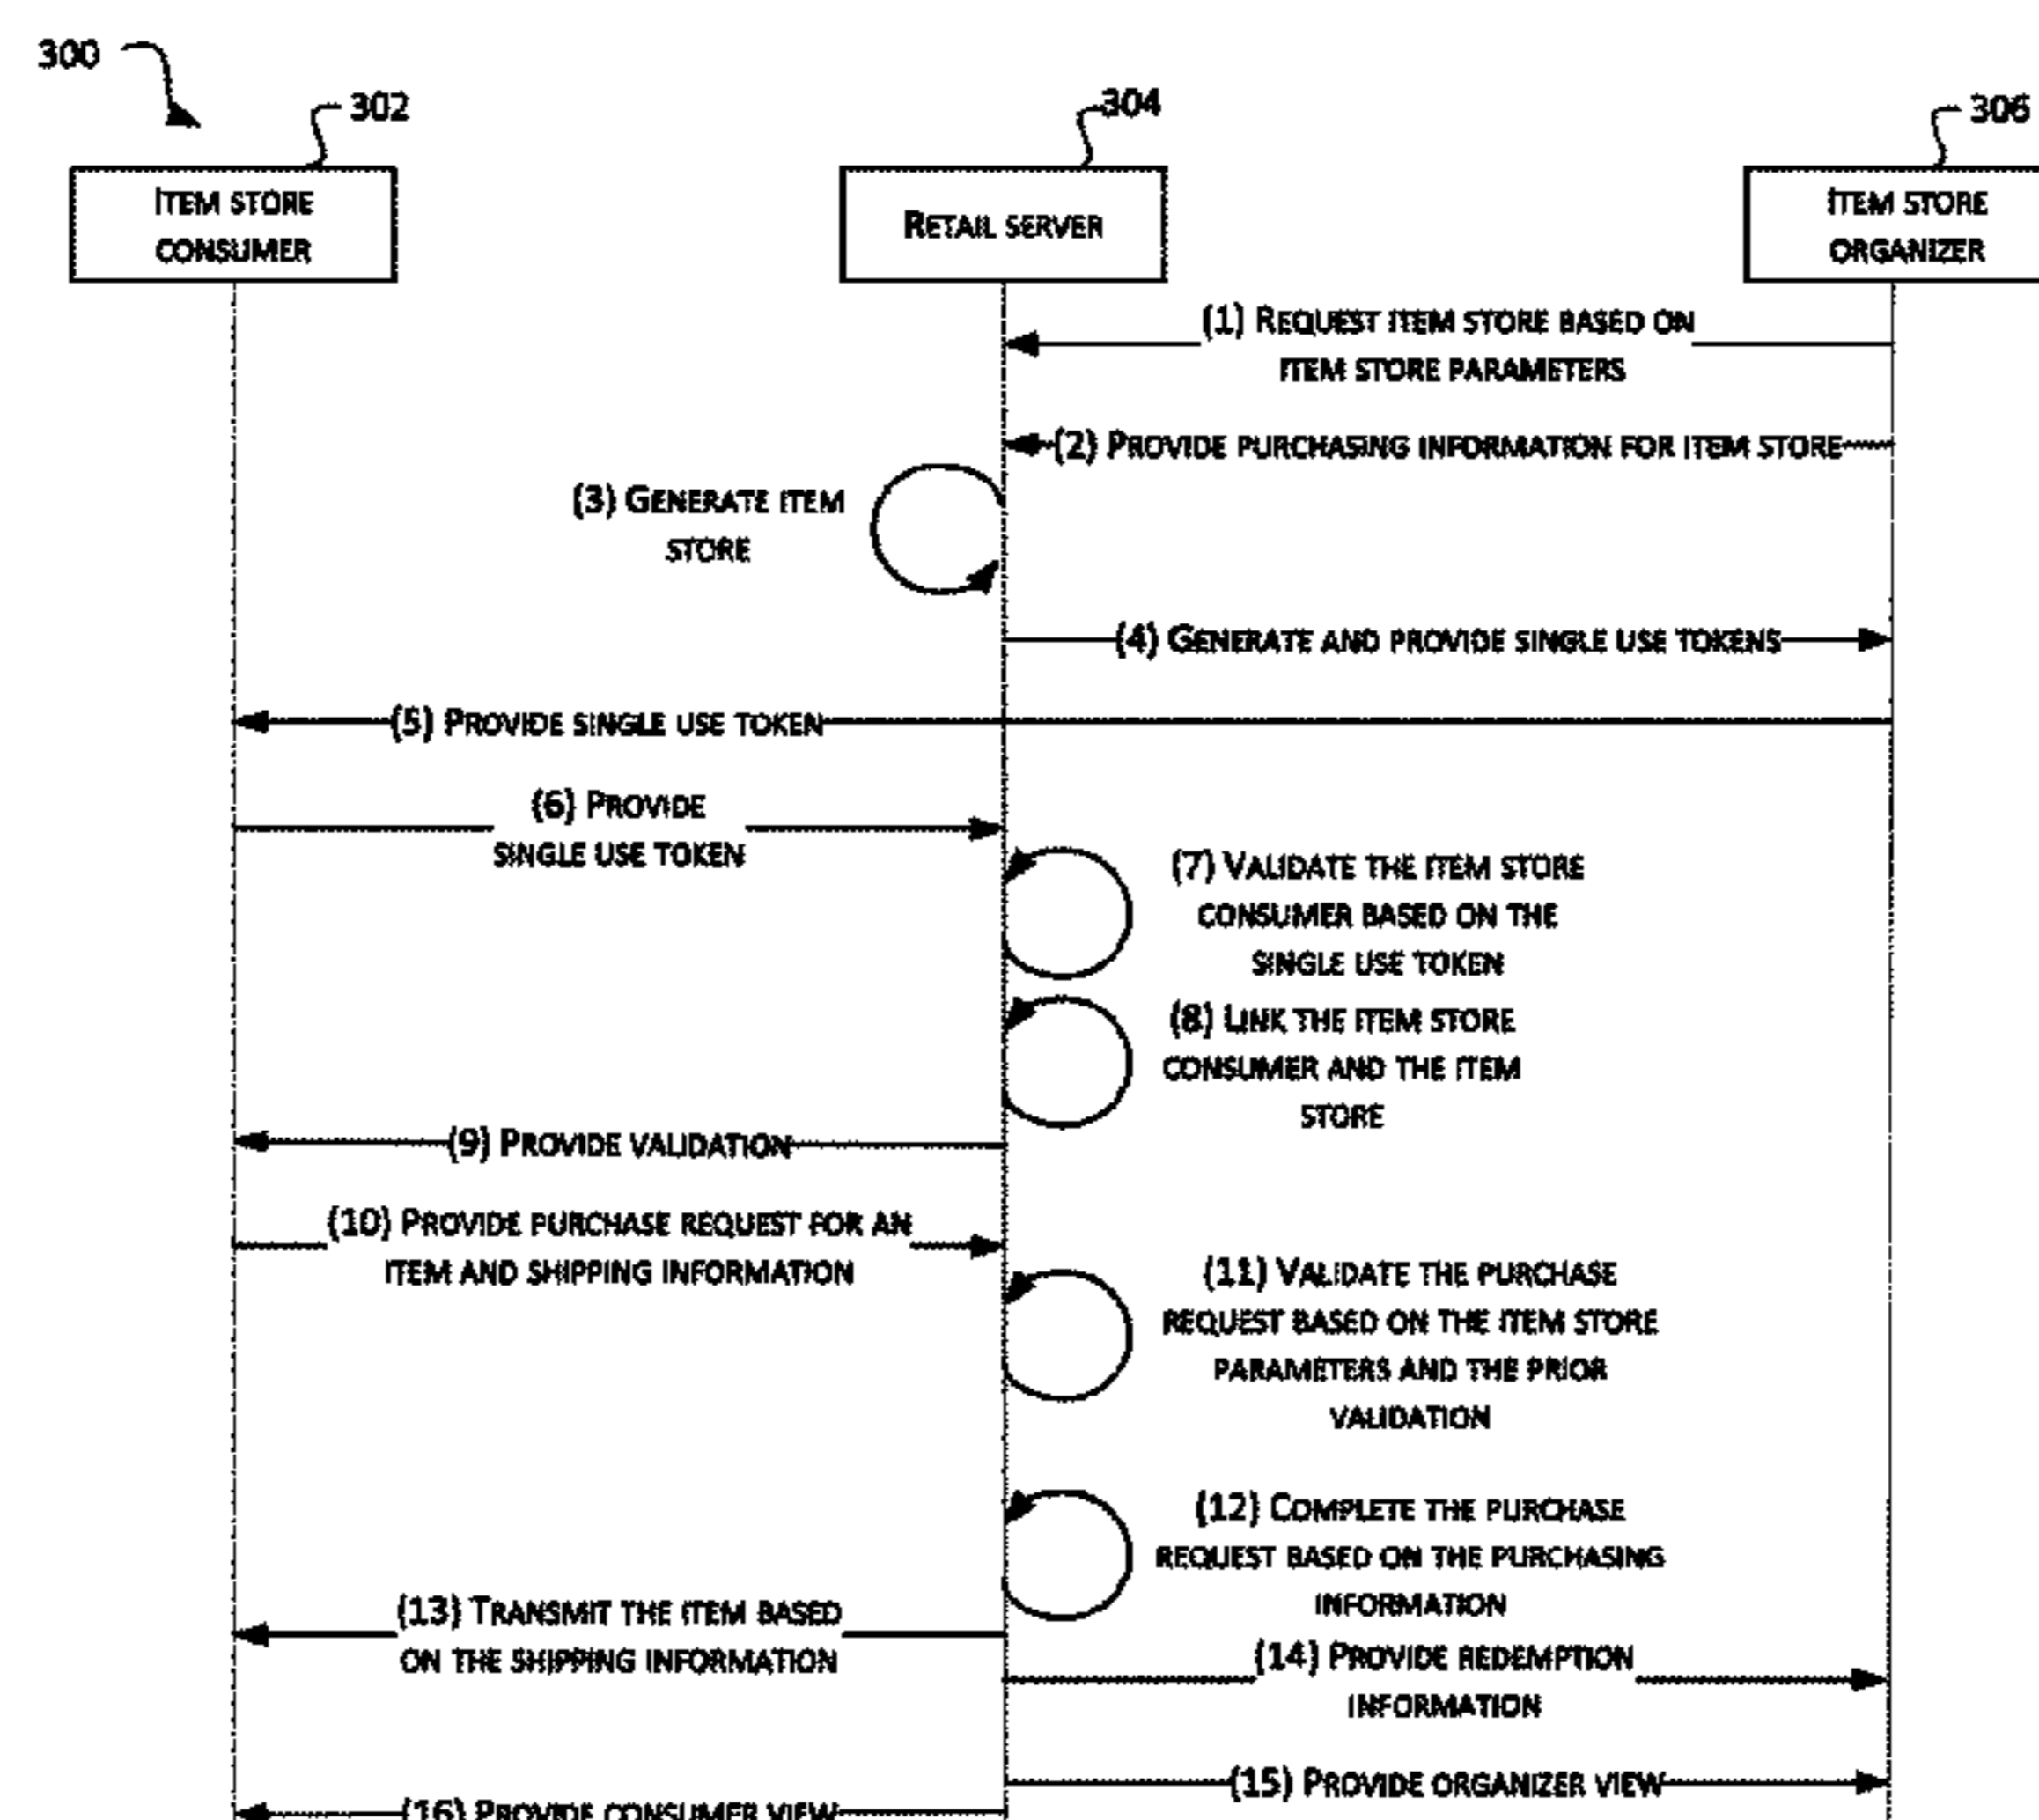 300
302
304
306
ITEM STORE
CONSUMER
RETAIL SERVER
ITEM STORE
ORGANIZER
(1) REQUEST ITEM STORE BASED ON
ITEM STORE PARAMETERS
(2) PROVIDE PURCHASING INFORMATION FOR ITEM STORE
(3) GENERATE ITEM
STORE
(4) GENERATE AND PROVIDE SINGLE USE TOKENS
(5) PROVIDE SINGLE USE TOKEN
(6) PROVIDE
SINGLE USE TOKEN
(7) VALIDATE THE ITEM STORE
CONSUMER BASED ON THE
SINGLE USE TOKEN
(8) LINK THE ITEM STORE
CONSUMER AND THE ITEM
STORE
(9) PROVIDE VALIDATION
(10) PROVIDE PURCHASE REQUEST FOR AN
ITEM AND SHIPPING INFORMATION
(11) VALIDATE THE PURCHASE
REQUEST BASED ON THE ITEM STORE
PARAMETERS AND THE PRIOR
VALIDATION
(12) COMPLETE THE PURCHASE
REQUEST BASED ON THE PURCHASING
INFORMATION
(13) TRANSMIT THE ITEM BASED
ON THE SHIPPING INFORMATION
(14) PROVIDE REDEMPTION
INFORMATION
(15) PROVIDE ORGANIZER VIEW
(16) PROVIDE CONSUMER VIEW